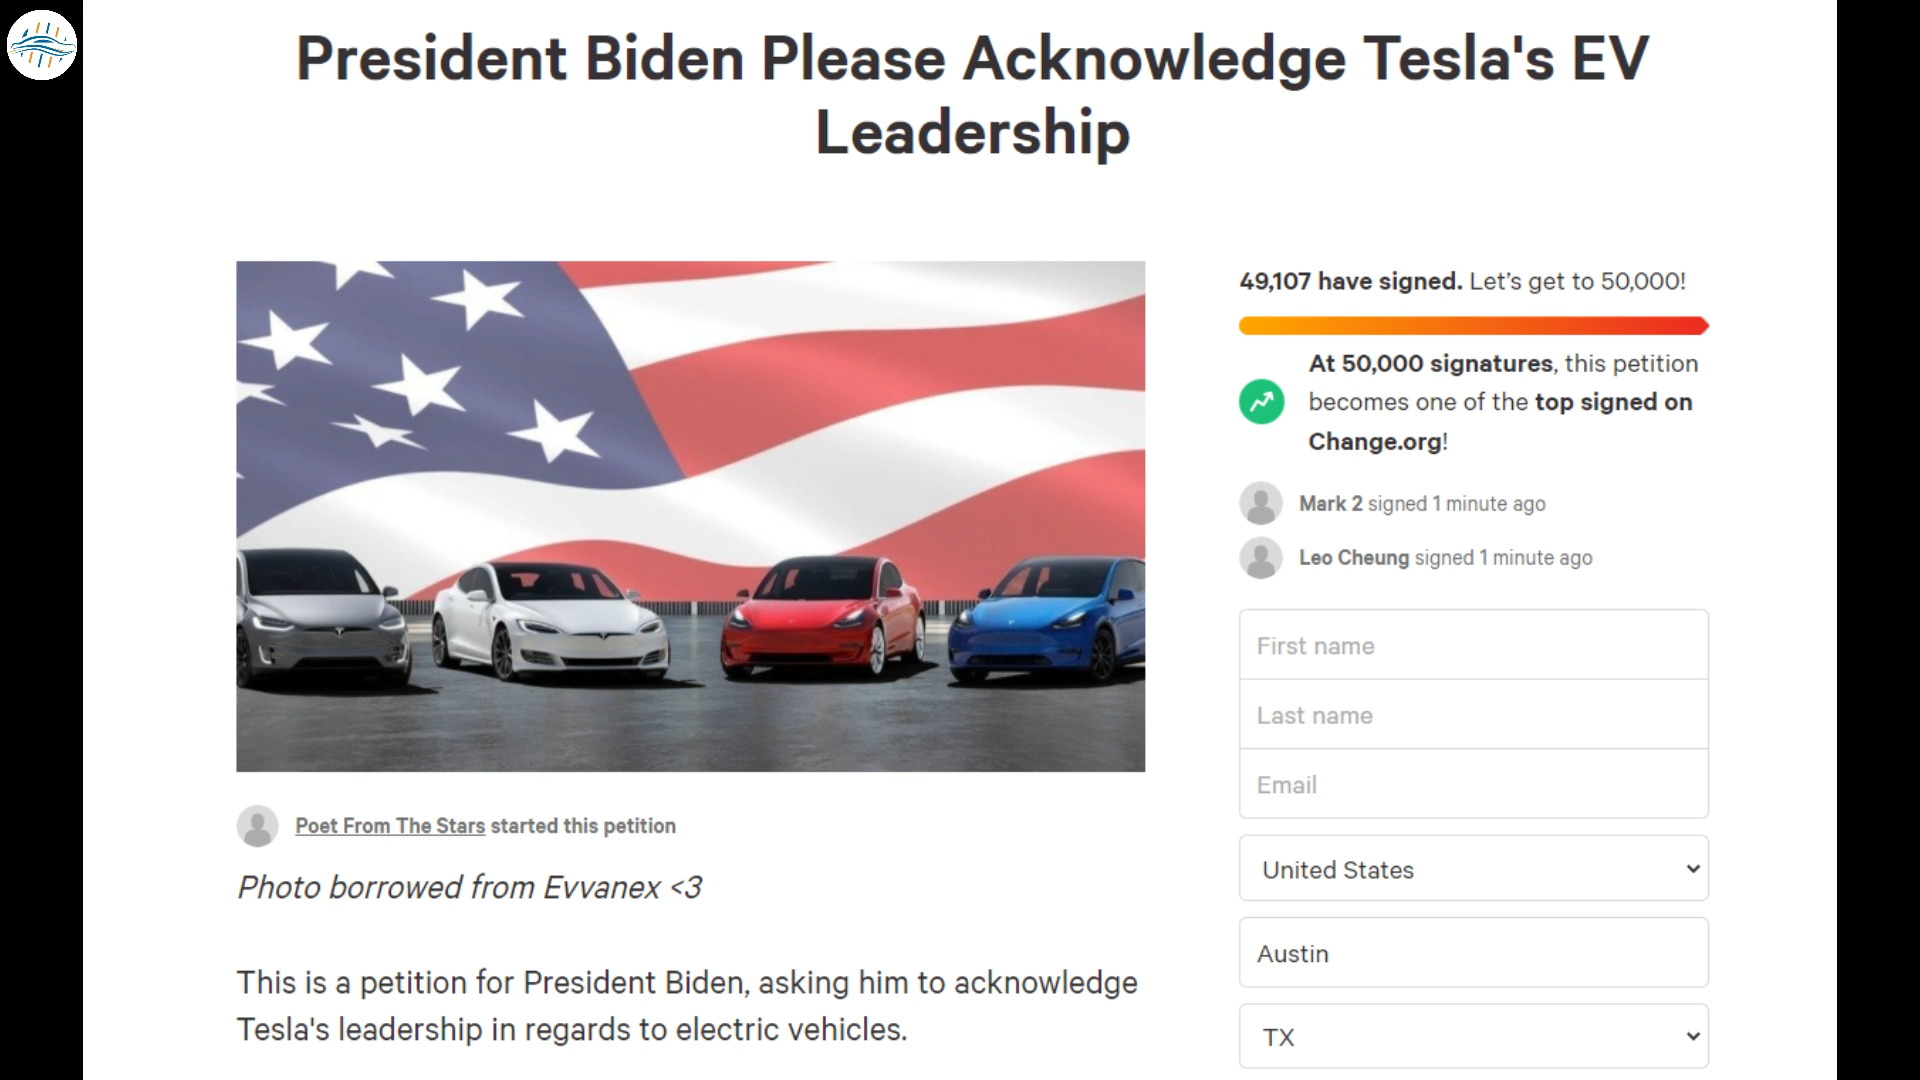 President Biden Please Acknowledge Tesla's EV
Leadership
49,107 have signed. Let’s get to 50,000!
At 50,000 signatures, this petition
becomes one of the top signed on
Change.org!
Mark 2 signed 1 minute ago
Leo Cheung signed 1 minute ago
First name
Last name
Email
United States
Austin
TX
Poet From The Stars started this petition
Photo borrowed from Evvanex <3
This is a petition for President Biden, asking him to acknowledge
Tesla's leadership in regards to electric vehicles.